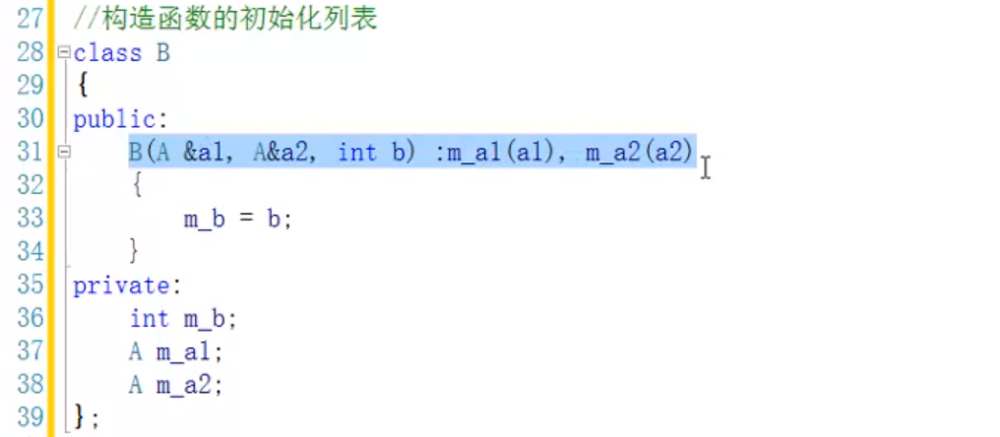 27 //构造函数的初始化列表
28 class B
29 {
30 public:
31 B(A &a1, A&a2, int b) :m_a1(a1), m_a2(a2)
32 {
33 m_b = b;
34 }
35 private:
36 int m_b;
37 A m_a1;
38 A m_a2;
39 };